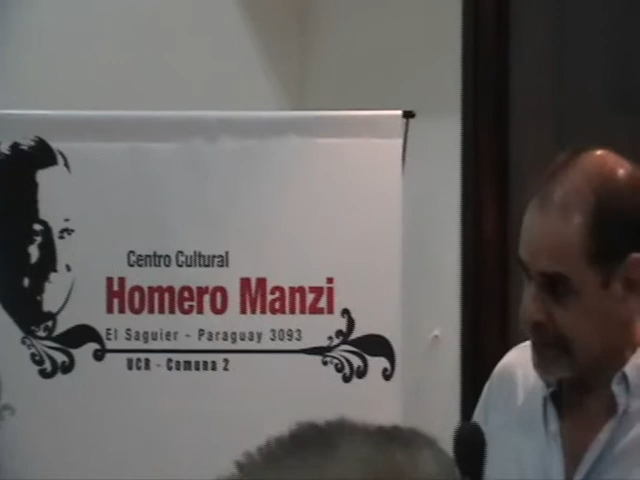 Centro Cultural
Homero Manzi
El Saguier - Paraguay 3093
UCR - Comuna 2